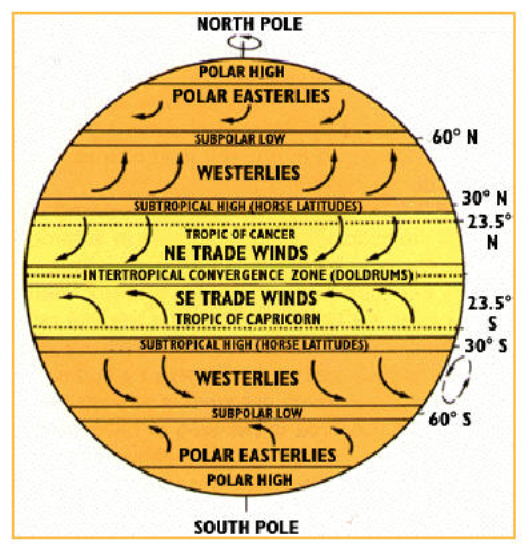 NORTH POLE
POLAR HIGH
POLAR EASTERLIES
SUBPOLAR LOW
60° N
WESTERLIES
30° N
SUBTROPICAL HIGH (HORSE LATITUDES)
23.5°
N
TROPIC OF CANCER
NE TRADE WINDS
INTERTROPICAL CONVERGENCE ZONE (DOLDRUMS)
SE TRADE WINDS
23.5°
S
TROPIC OF CAPRICORN
SUBTROPICAL HIGH (HORSE LATITUDES)
30° S
WESTERLIES
SUBPOLAR LOW
60° S
POLAR EASTERLIES
POLAR HIGH
SOUTH POLE